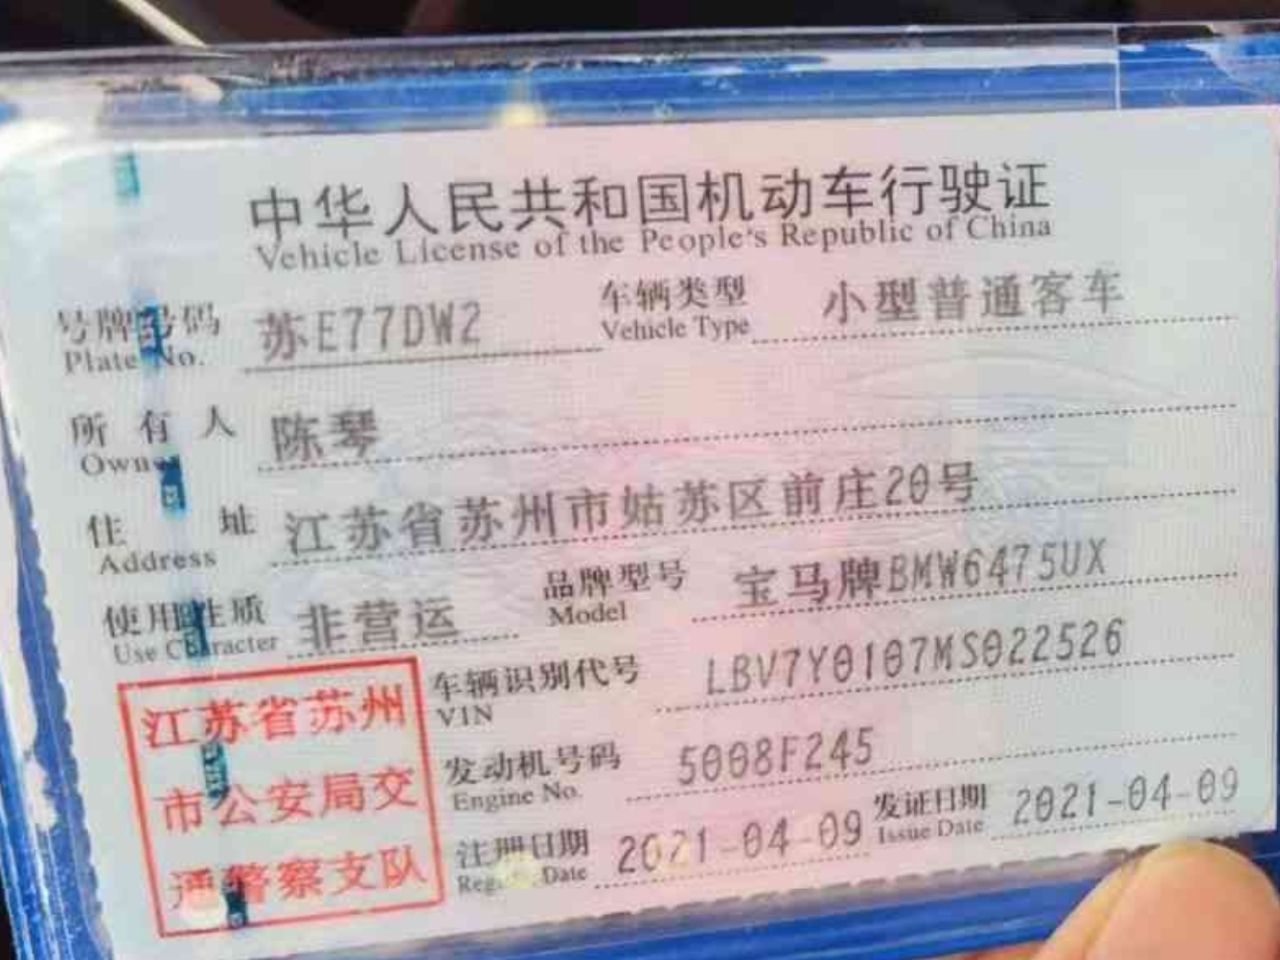 中华人民共和国机动车行驶证
Vehicle License of the People's Republic of China
号牌号码 苏E77DW2 车辆类型 小型普通客车
Plate No. Vehicle Type
所有人 陈琴
Owner
住址 江苏省苏州市姑苏区前庄20号
Address
使用性质 非营运 品牌型号 宝马牌BMW6475UX
Use Character Model
江苏省苏州
市公安局交
通警察支队
车辆识别代号 LBV7Y0107MS022526
VIN
发动机号码 5008F245
Engine No.
注册日期 2021-04-09 发证日期 2021-04-09
Register Date Issue Date